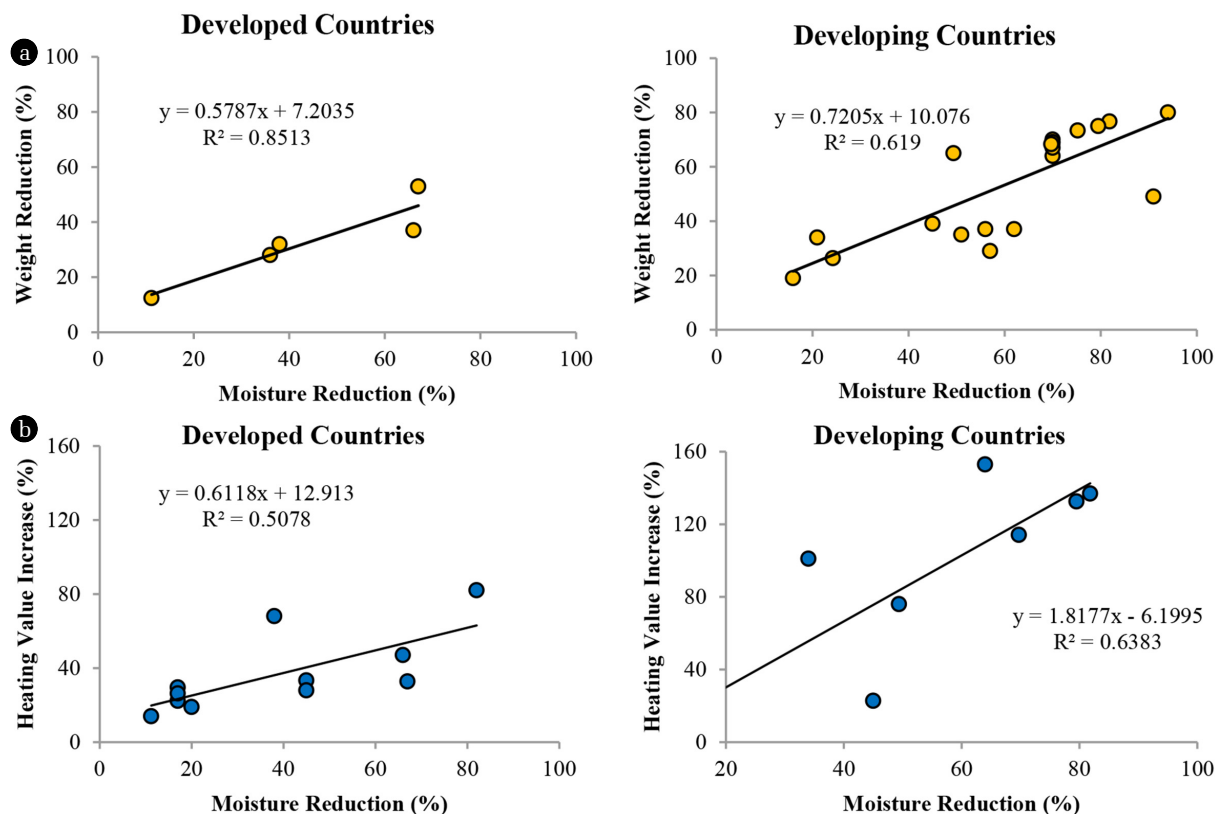 a
Developed Countries
y = 0.5787x + 7.2035
R² = 0.8513
Weight Reduction (%)
100
80
60
40
20
0
0 20 40 60 80 100
Moisture Reduction (%)
Developing Countries
y = 0.7205x + 10.076
R² = 0.619
Weight Reduction (%)
100
80
60
40
20
0
0 20 40 60 80 100
Moisture Reduction (%)
b
Developed Countries
y = 0.6118x + 12.913
R² = 0.5078
Heating Value Increase (%)
160
120
80
40
0
0 20 40 60 80 100
Moisture Reduction (%)
Developing Countries
y = 1.8177x - 6.1995
R² = 0.6383
Heating Value Increase (%)
160
120
80
40
0
20 40 60 80 100
Moisture Reduction (%)